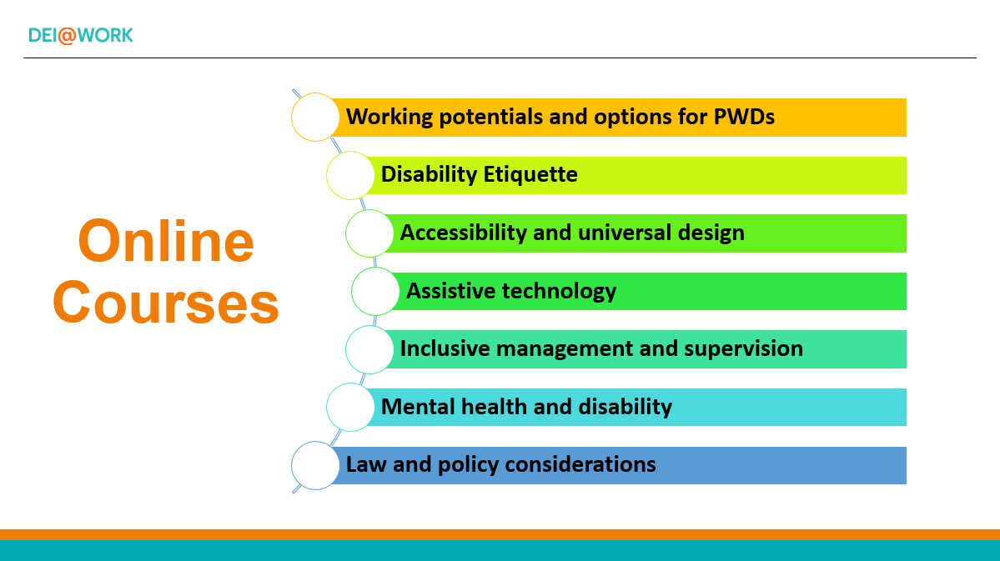 DEI@WORK
Online
Courses
Working potentials and options for PWDs
Disability Etiquette
Accessibility and universal design
Assistive technology
Inclusive management and supervision
Mental health and disability
Law and policy considerations